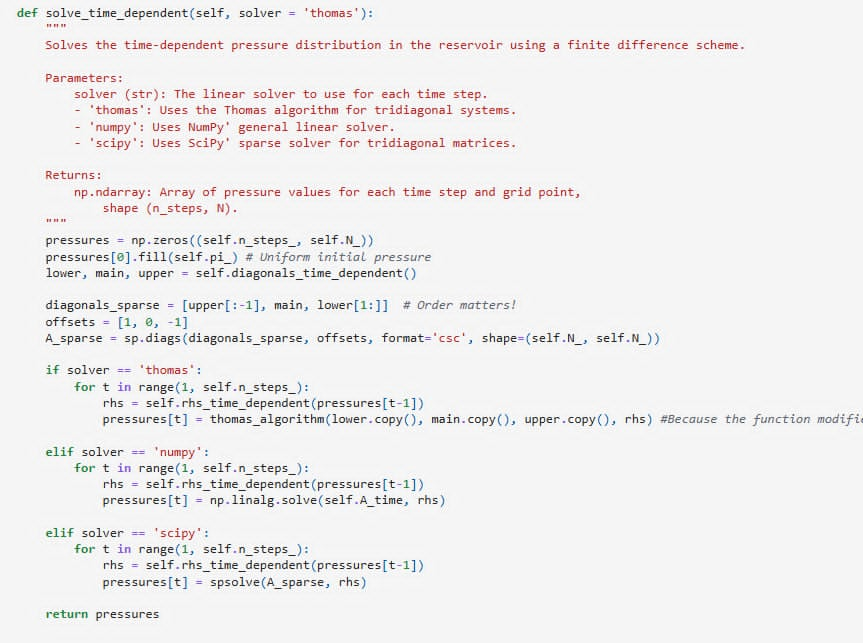 def solve_time_dependent(self, solver = 'thomas'):
    """
    Solves the time-dependent pressure distribution in the reservoir using a finite difference scheme.

    Parameters:
        solver (str): The linear solver to use for each time step.
        - 'thomas': Uses the Thomas algorithm for tridiagonal systems.
        - 'numpy': Uses NumPy' general linear solver.
        - 'scipy': Uses SciPy' sparse solver for tridiagonal matrices.

    Returns:
        np.ndarray: Array of pressure values for each time step and grid point,
            shape (n_steps, N).
    """
    pressures = np.zeros((self.n_steps_, self.N_))
    pressures[0].fill(self.pi_) # Uniform initial pressure
    lower, main, upper = self.diagonals_time_dependent()

    diagonals_sparse = [upper[:-1], main, lower[1:]]  # Order matters!
    offsets = [1, 0, -1]
    A_sparse = sp.diags(diagonals_sparse, offsets, format='csc', shape=(self.N_, self.N_))

    if solver == 'thomas':
        for t in range(1, self.n_steps_):
            rhs = self.rhs_time_dependent(pressures[t-1])
            pressures[t] = thomas_algorithm(lower.copy(), main.copy(), upper.copy(), rhs) #Because the function

    elif solver == 'numpy':
        for t in range(1, self.n_steps_):
            rhs = self.rhs_time_dependent(pressures[t-1])
            pressures[t] = np.linalg.solve(self.A_time, rhs)

    elif solver == 'scipy':
        for t in range(1, self.n_steps_):
            rhs = self.rhs_time_dependent(pressures[t-1])
            pressures[t] = spsolve(A_sparse, rhs)

    return pressures